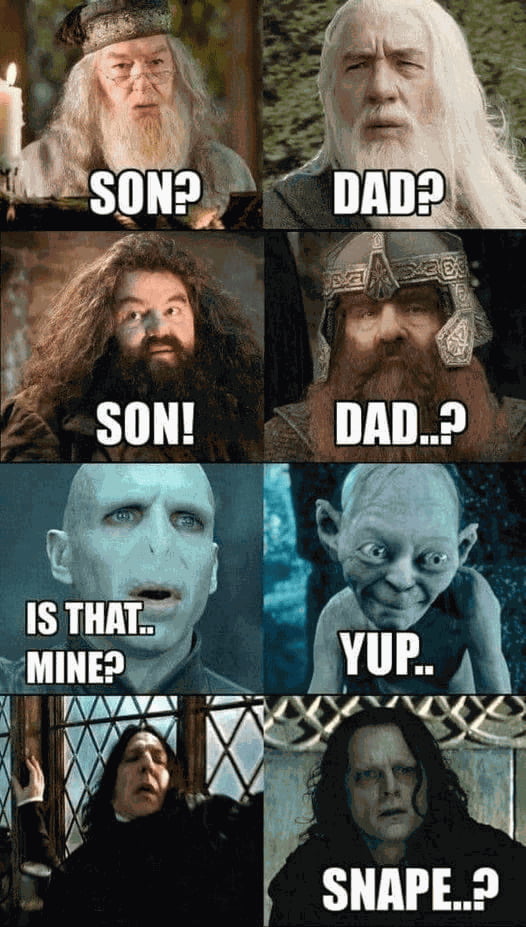 SON?
DAD?
SON!
DAD..?
IS THAT..
MINE?
YUP..
SNAPE..?